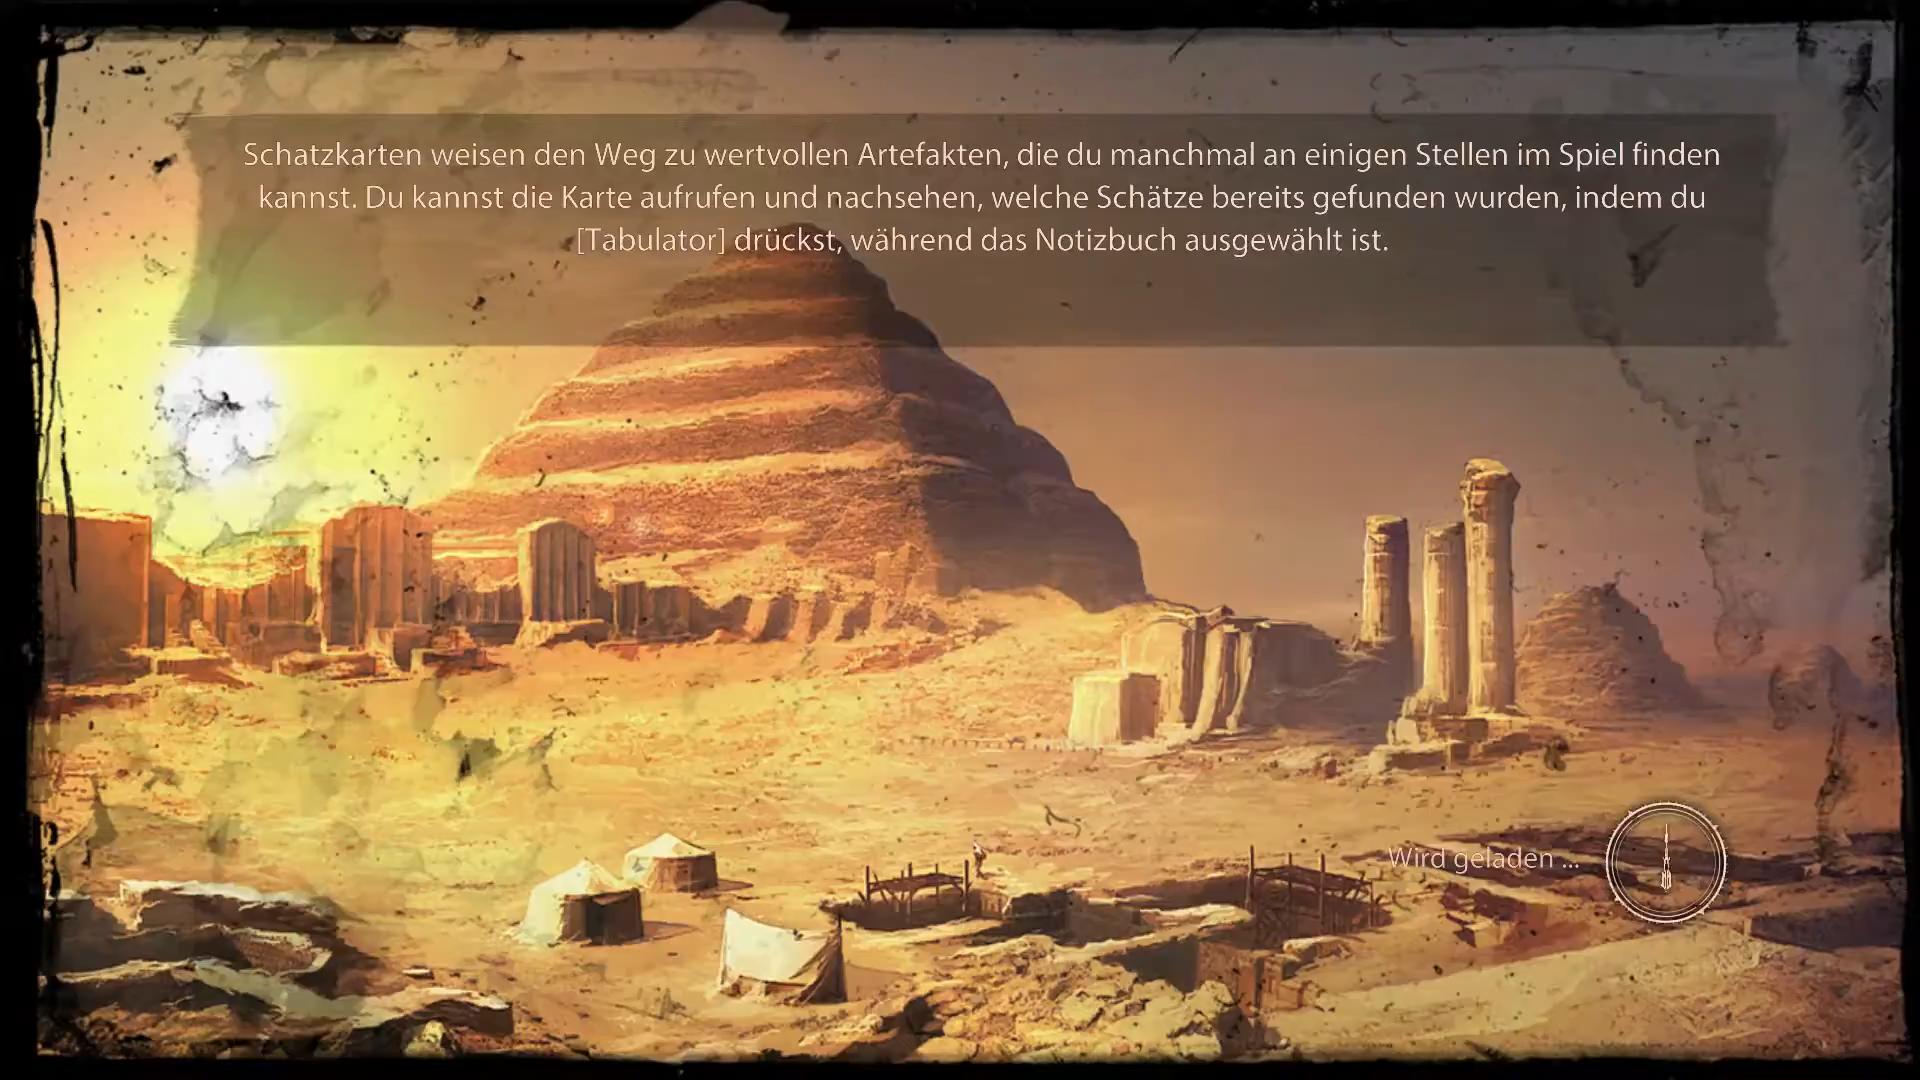 Schatzkarten weisen den Weg zu wertvollen Artefakten, die du manchmal an einigen Stellen im Spiel finden
kannst. Du kannst die Karte aufrufen und nachsehen, welche Schätze bereits gefunden wurden, indem du
[Tabulator] drückst, während das Notizbuch ausgewählt ist.
Wird geladen ...